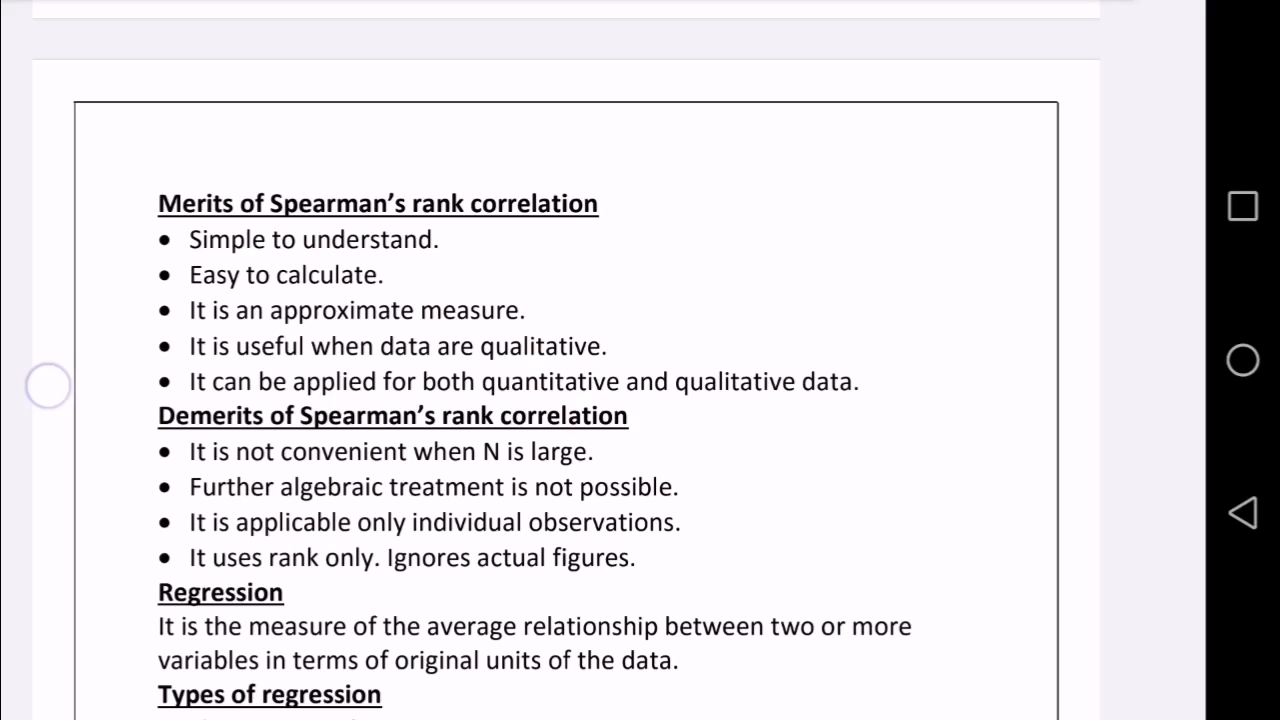 Merits of Spearman's rank correlation
• Simple to understand.
• Easy to calculate.
• It is an approximate measure.
• It is useful when data are qualitative.
• It can be applied for both quantitative and qualitative data.
Demerits of Spearman's rank correlation
• It is not convenient when N is large.
• Further algebraic treatment is not possible.
• It is applicable only individual observations.
• It uses rank only. Ignores actual figures.
Regression
It is the measure of the average relationship between two or more
variables in terms of original units of the data.
Types of regression